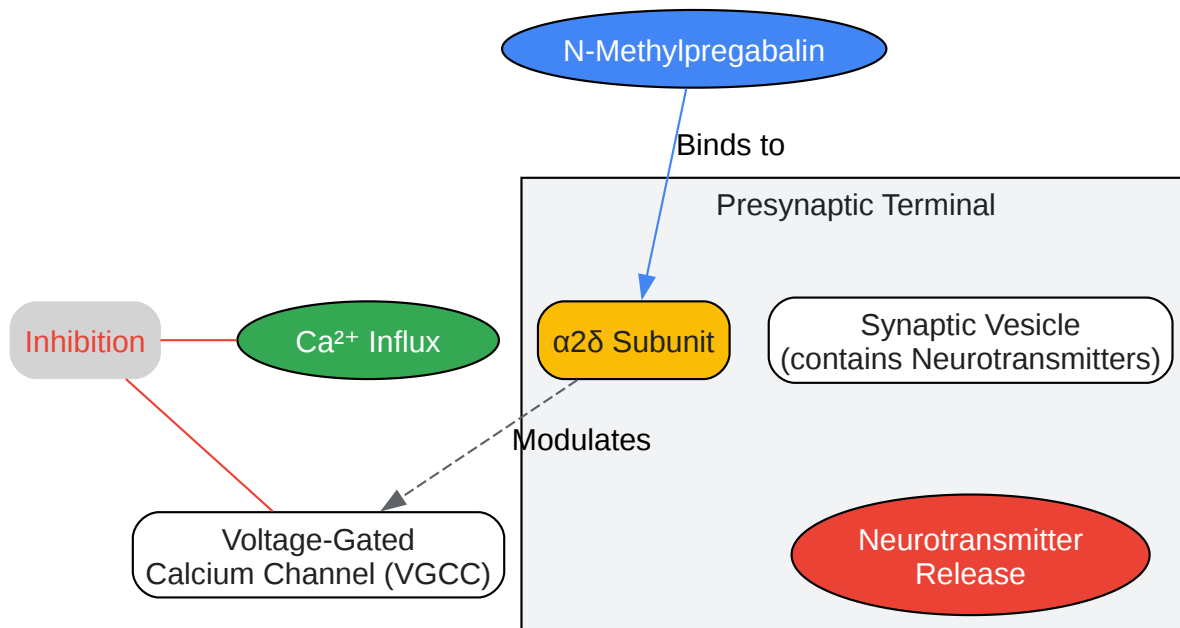 N-Methylpregabalin
Binds to
Presynaptic Terminal
Inhibition
Ca²⁺ Influx
α2δ Subunit
Synaptic Vesicle
(contains Neurotransmitters)
Modulates
Voltage-Gated
Calcium Channel (VGCC)
Neurotransmitter
Release